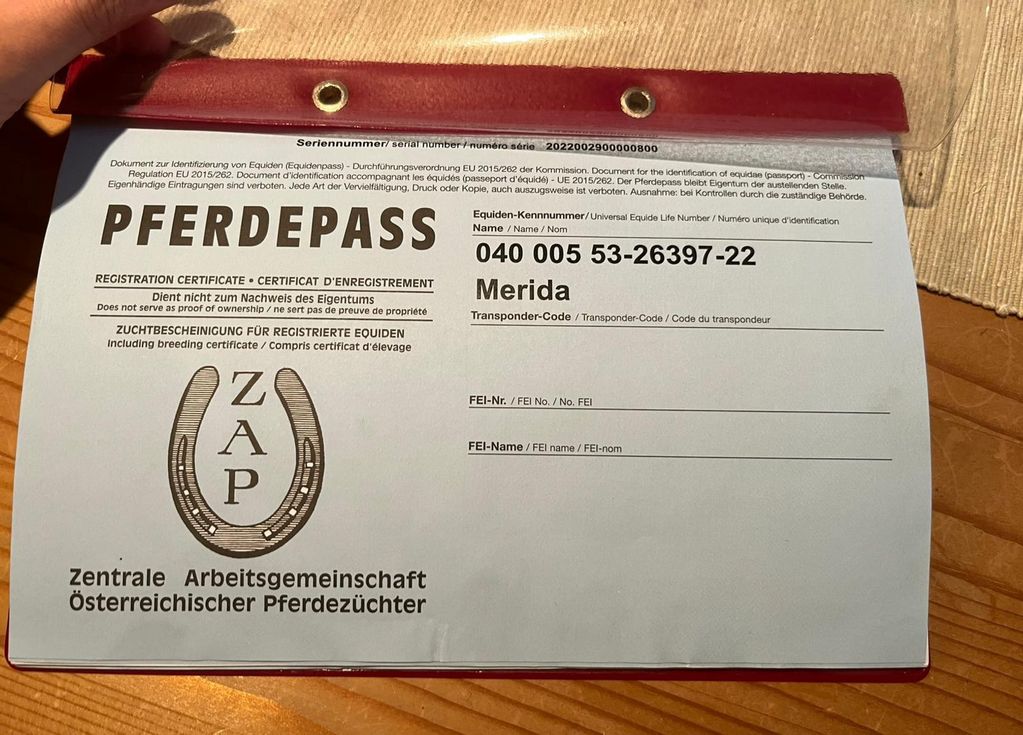 Seriennummer/ serial number / numéro série 2022002900000800
Dokument zur Identifizierung von Equiden (Equidenpass) - Durchführungsverordnung EU 2015/262 der Kommission. Document for the identification of equidae (passport) - Commission
Regulation EU 2015/262. Document d'identification accompagnant les équidés (passeport d'équidé) - UE 2015/262. Der Pferdepass bleibt Eigentum der austellenden Stelle.
Eigenhändige Eintragungen sind verboten. Jede Art der Vervielfältigung, Druck oder Kopie, auch auszugsweise ist verboten. Ausnahme: bei Kontrollen durch die zuständige Behörde.
PFERDEPASS
REGISTRATION CERTIFICATE • CERTIFICAT D'ENREGISTREMENT
Dient nicht zum Nachweis des Eigentums
Does not serve as proof of ownership / ne sert pas de preuve de propriété
ZUCHTBESCHEINIGUNG FÜR REGISTRIERTE EQUIDEN
Including breeding certificate / Compris certificat d'élevage
Z
A
P
Zentrale Arbeitsgemeinschaft
Österreichischer Pferdezüchter
Equiden-Kennnummer/ Universal Equide Life Number / Numéro unique d'identification
Name / Name / Nom
040 005 53-26397-22
Merida
Transponder-Code / Transponder-Code / Code du transpondeur
FEI-Nr. / FEI No. / No. FEI
FEI-Name / FEI name / FEI-nom